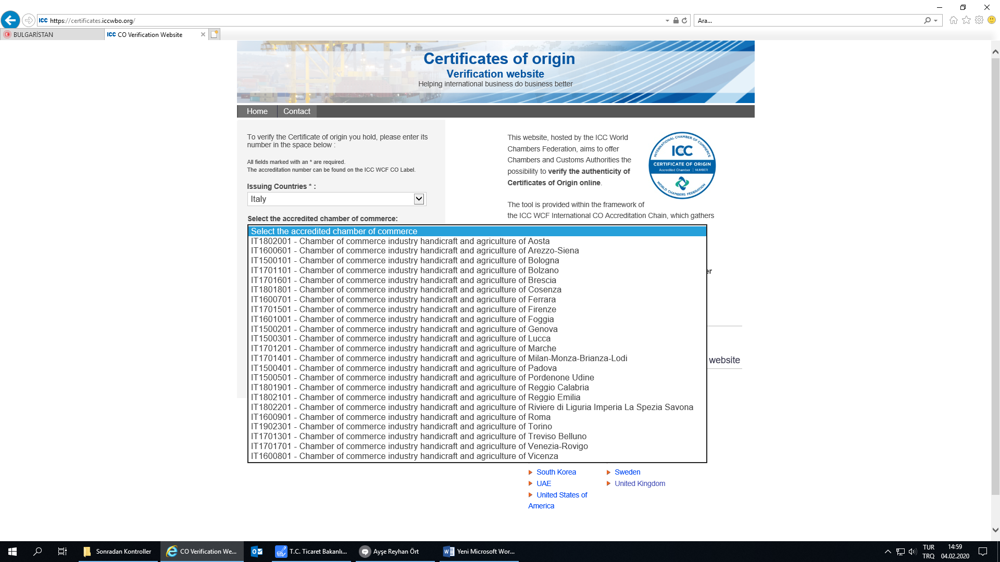 ICC https://certificates.iccwbo.org/
Ara...
BULGARİSTAN
ICC CO Verification Website
Certificates of origin
Verification website
Helping international business do business better
Home
Contact
To verify the Certificate of origin you hold, please enter its
number in the space below :
All fields marked with an * are required.
The accreditation number can be found on the ICC WCF CO Label.
Issuing Countries * :
Italy
Select the accredited chamber of commerce:
Select the accredited chamber of commerce
IT1802001 - Chamber of commerce industry handicraft and agriculture of Aosta
IT1600601 - Chamber of commerce industry handicraft and agriculture of Arezzo-Siena
IT1500101 - Chamber of commerce industry handicraft and agriculture of Bologna
IT1701101 - Chamber of commerce industry handicraft and agriculture of Bolzano
IT1701601 - Chamber of commerce industry handicraft and agriculture of Brescia
IT1801801 - Chamber of commerce industry handicraft and agriculture of Cosenza
IT1600701 - Chamber of commerce industry handicraft and agriculture of Ferrara
IT1701501 - Chamber of commerce industry handicraft and agriculture of Firenze
IT1601001 - Chamber of commerce industry handicraft and agriculture of Foggia
IT1500201 - Chamber of commerce industry handicraft and agriculture of Genova
IT1500301 - Chamber of commerce industry handicraft and agriculture of Lucca
IT1701201 - Chamber of commerce industry handicraft and agriculture of Marche
IT1701401 - Chamber of commerce industry handicraft and agriculture of Milan-Monza-Brianza-Lodi
IT1500401 - Chamber of commerce industry handicraft and agriculture of Padova
IT1500501 - Chamber of commerce industry handicraft and agriculture of Pordenone Udine
IT1801901 - Chamber of commerce industry handicraft and agriculture of Reggio Calabria
IT1802101 - Chamber of commerce industry handicraft and agriculture of Reggio Emilia
IT1802201 - Chamber of commerce industry handicraft and agriculture of Riviere di Liguria Imperia La Spezia Savona
IT1600901 - Chamber of commerce industry handicraft and agriculture of Roma
IT1902301 - Chamber of commerce industry handicraft and agriculture of Torino
IT1701301 - Chamber of commerce industry handicraft and agriculture of Treviso Belluno
IT1701701 - Chamber of commerce industry handicraft and agriculture of Venezia-Rovigo
IT1600801 - Chamber of commerce industry handicraft and agriculture of Vicenza
This website, hosted by the ICC World
Chambers Federation, aims to offer
Chambers and Customs Authorities the
possibility to verify the authenticity of
Certificates of Origin online.
INTERNATIONAL CHAMBER OF COMMERCE
ICC
CERTIFICATE OF ORIGIN
Accredited Chamber | NUMBER
WORLD CHAMBERS FEDERATION
The tool is provided within the framework of
the ICC WCF International CO Accreditation Chain, which gathers
er
website
South Korea
Sweden
UAE
United Kingdom
United States of
America
Sonradan Kontroller
CO Verification We...
T.C. Ticaret Bakanlı...
Ayşe Reyhan Ört
Yeni Microsoft Wor...
TUR
TRQ
14:59
04.02.2020